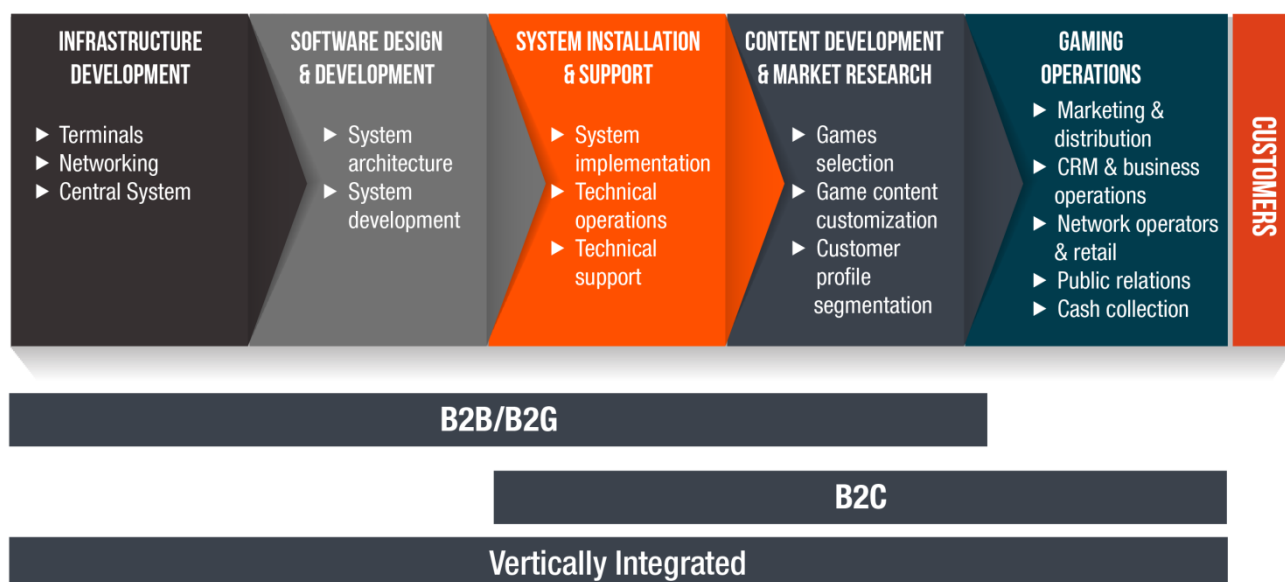 INFRASTRUCTURE
DEVELOPMENT
► Terminals
► Networking
► Central System
SOFTWARE DESIGN
& DEVELOPMENT
► System
architecture
► System
development
SYSTEM INSTALLATION
& SUPPORT
► System
implementation
► Technical
operations
► Technical
support
CONTENT DEVELOPMENT
& MARKET RESEARCH
► Games
selection
► Game content
customization
► Customer
profile
segmentation
GAMING
OPERATIONS
► Marketing &
distribution
► CRM & business
operations
► Network operators
& retail
► Public relations
► Cash collection
CUSTOMERS
B2B/B2G
B2C
Vertically Integrated